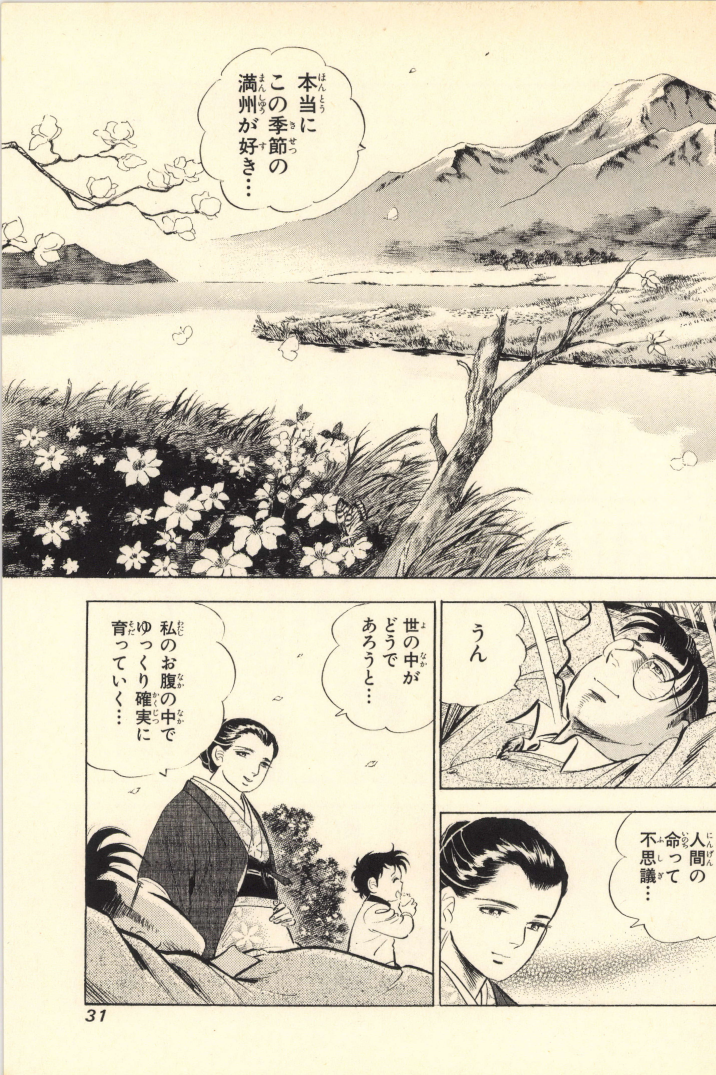 本当に
この季節の
満州が好き…
うん
人間の
命って
不思議…
世の中が
どうで
あろうと…
私のお腹の中で
ゆっくり確実に
育っていく…
31